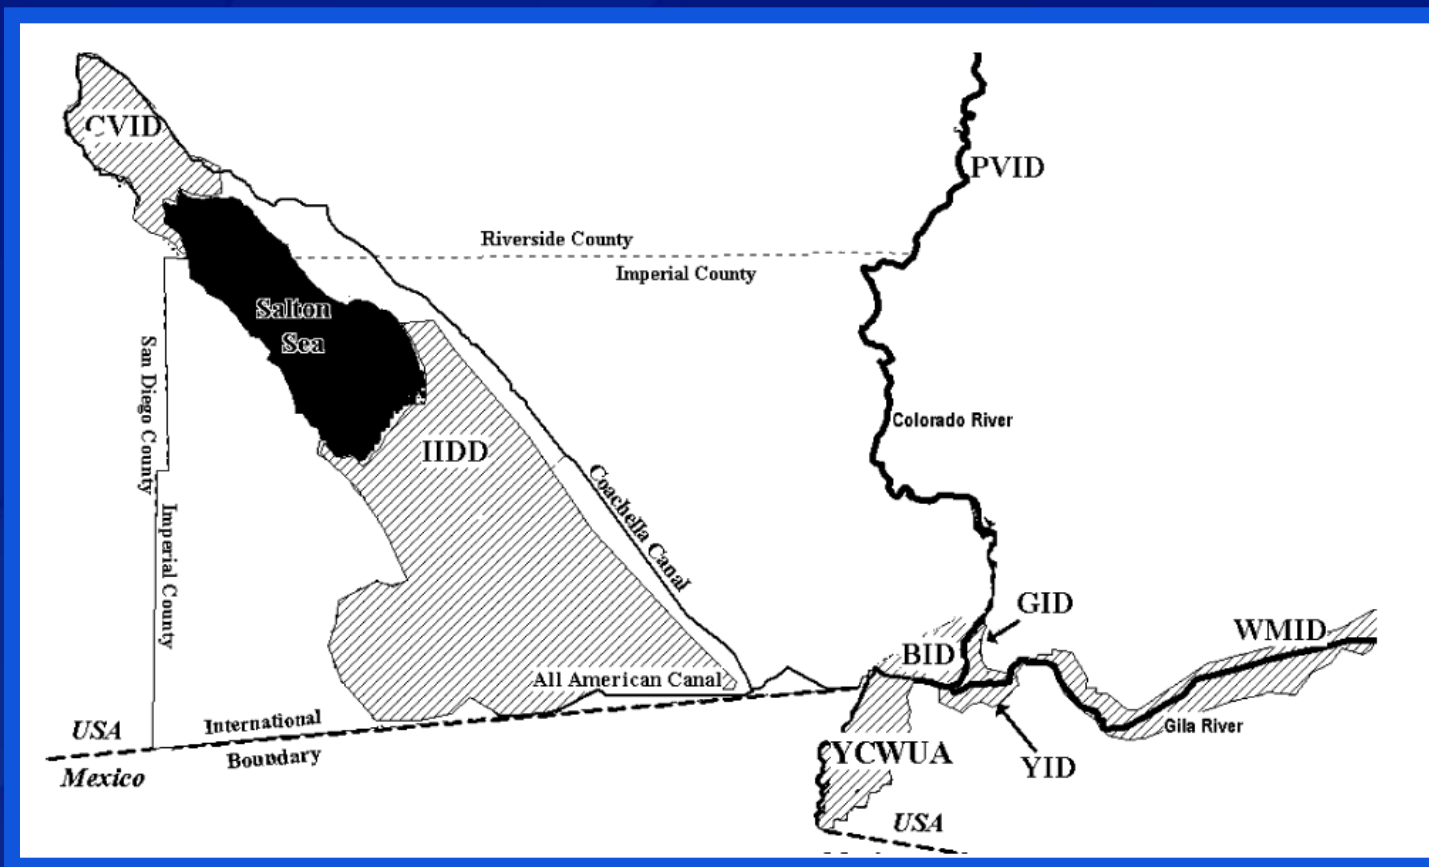 CVID
PVID
Riverside County
Imperial County
Salton
Sea
San Diego County
Imperial County
Colorado River
IIDD
Coachella Canal
GID
WMID
BID
All American Canal
International
Boundary
USA
Mexico
Gila River
YCWUA
YID
USA